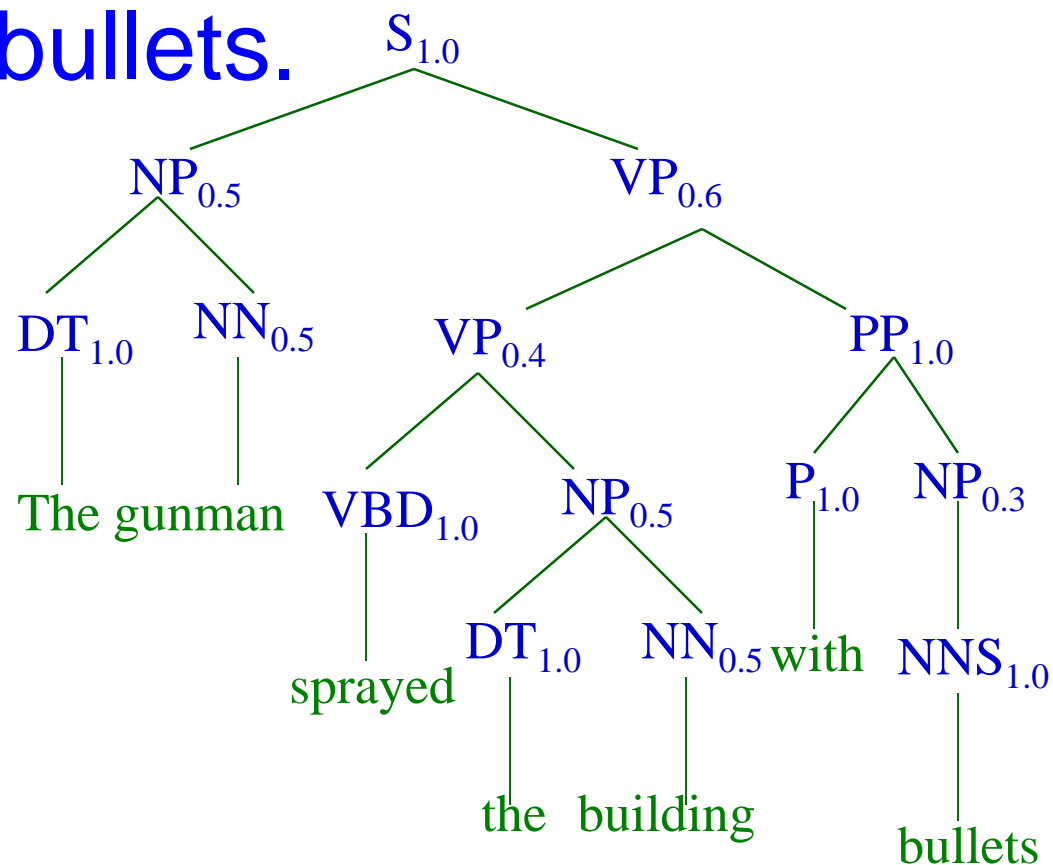 bullets.
S1.0
NP0.5 VP0.6
DT1.0 NN0.5 VP0.4 PP1.0
The gunman VBD1.0 NP0.5 P1.0 NP0.3
sprayed DT1.0 NN0.5 with NNS1.0
the building
bullets